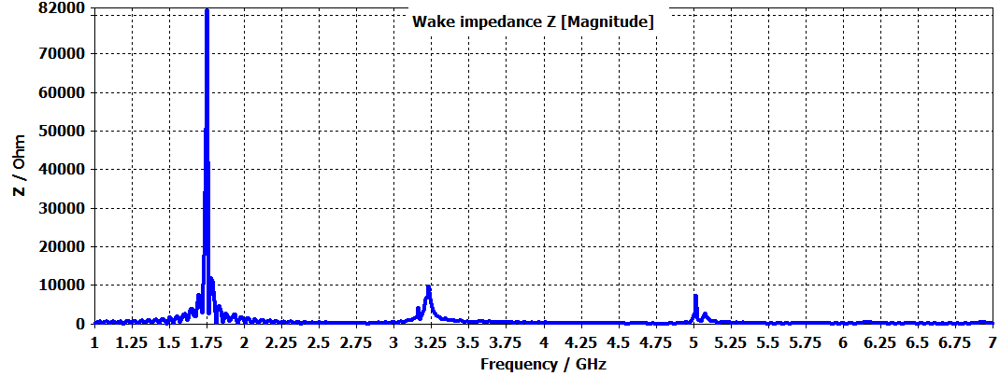 Wake impedance Z [Magnitude]
82000
70000
60000
50000
40000
30000
20000
10000
0
Z / Ohm
1 1.25 1.5 1.75 2 2.25 2.5 2.75 3 3.25 3.5 3.75 4 4.25 4.5 4.75 5 5.25 5.5 5.75 6 6.25 6.5 6.75 7
Frequency / GHz